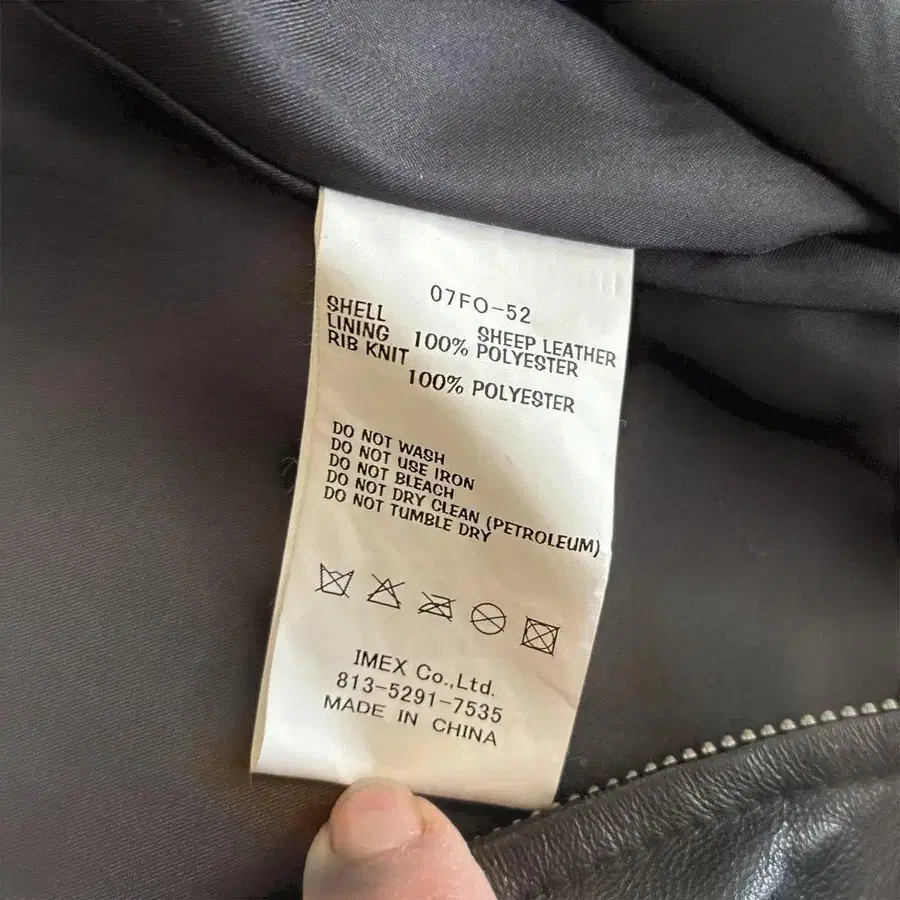 07FO-52
SHELL SHEEP LEATHER
LINING 100% POLYESTER
RIB KNIT 100% POLYESTER
DO NOT WASH
DO NOT USE IRON
DO NOT BLEACH
DO NOT DRY CLEAN (PETROLEUM)
DO NOT TUMBLE DRY
IMEX Co.,Ltd.
813-5291-7535
MADE IN CHINA